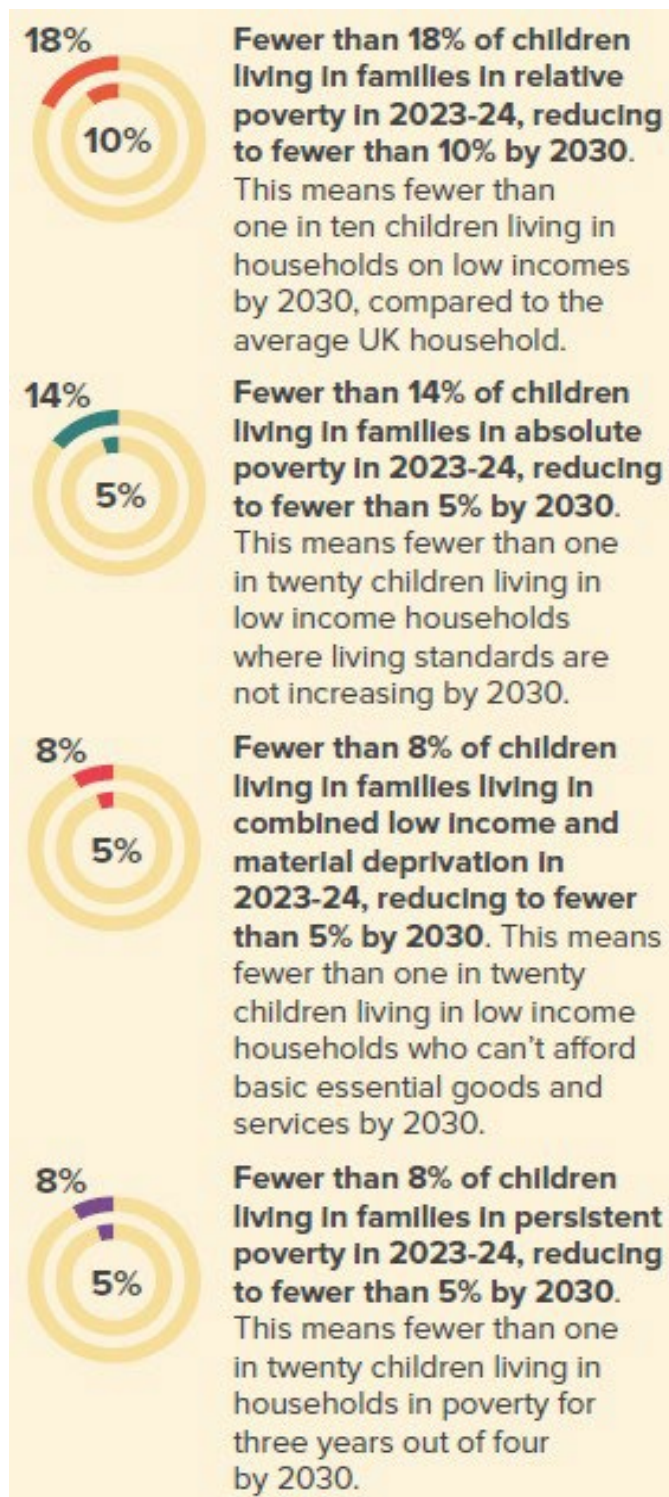 18%
10%
Fewer than 18% of children
living in families in relative
poverty in 2023-24, reducing
to fewer than 10% by 2030.
This means fewer than
one in ten children living in
households on low incomes
by 2030, compared to the
average UK household.
14%
5%
Fewer than 14% of children
living in families in absolute
poverty in 2023-24, reducing
to fewer than 5% by 2030.
This means fewer than one
in twenty children living in
low income households
where living standards are
not increasing by 2030.
8%
5%
Fewer than 8% of children
living in families living in
combined low income and
material deprivation in
2023-24, reducing to fewer
than 5% by 2030. This means
fewer than one in twenty
children living in low income
households who can't afford
basic essential goods and
services by 2030.
8%
5%
Fewer than 8% of children
living in families in persistent
poverty in 2023-24, reducing
to fewer than 5% by 2030.
This means fewer than one
in twenty children living in
households in poverty for
three years out of four
by 2030.